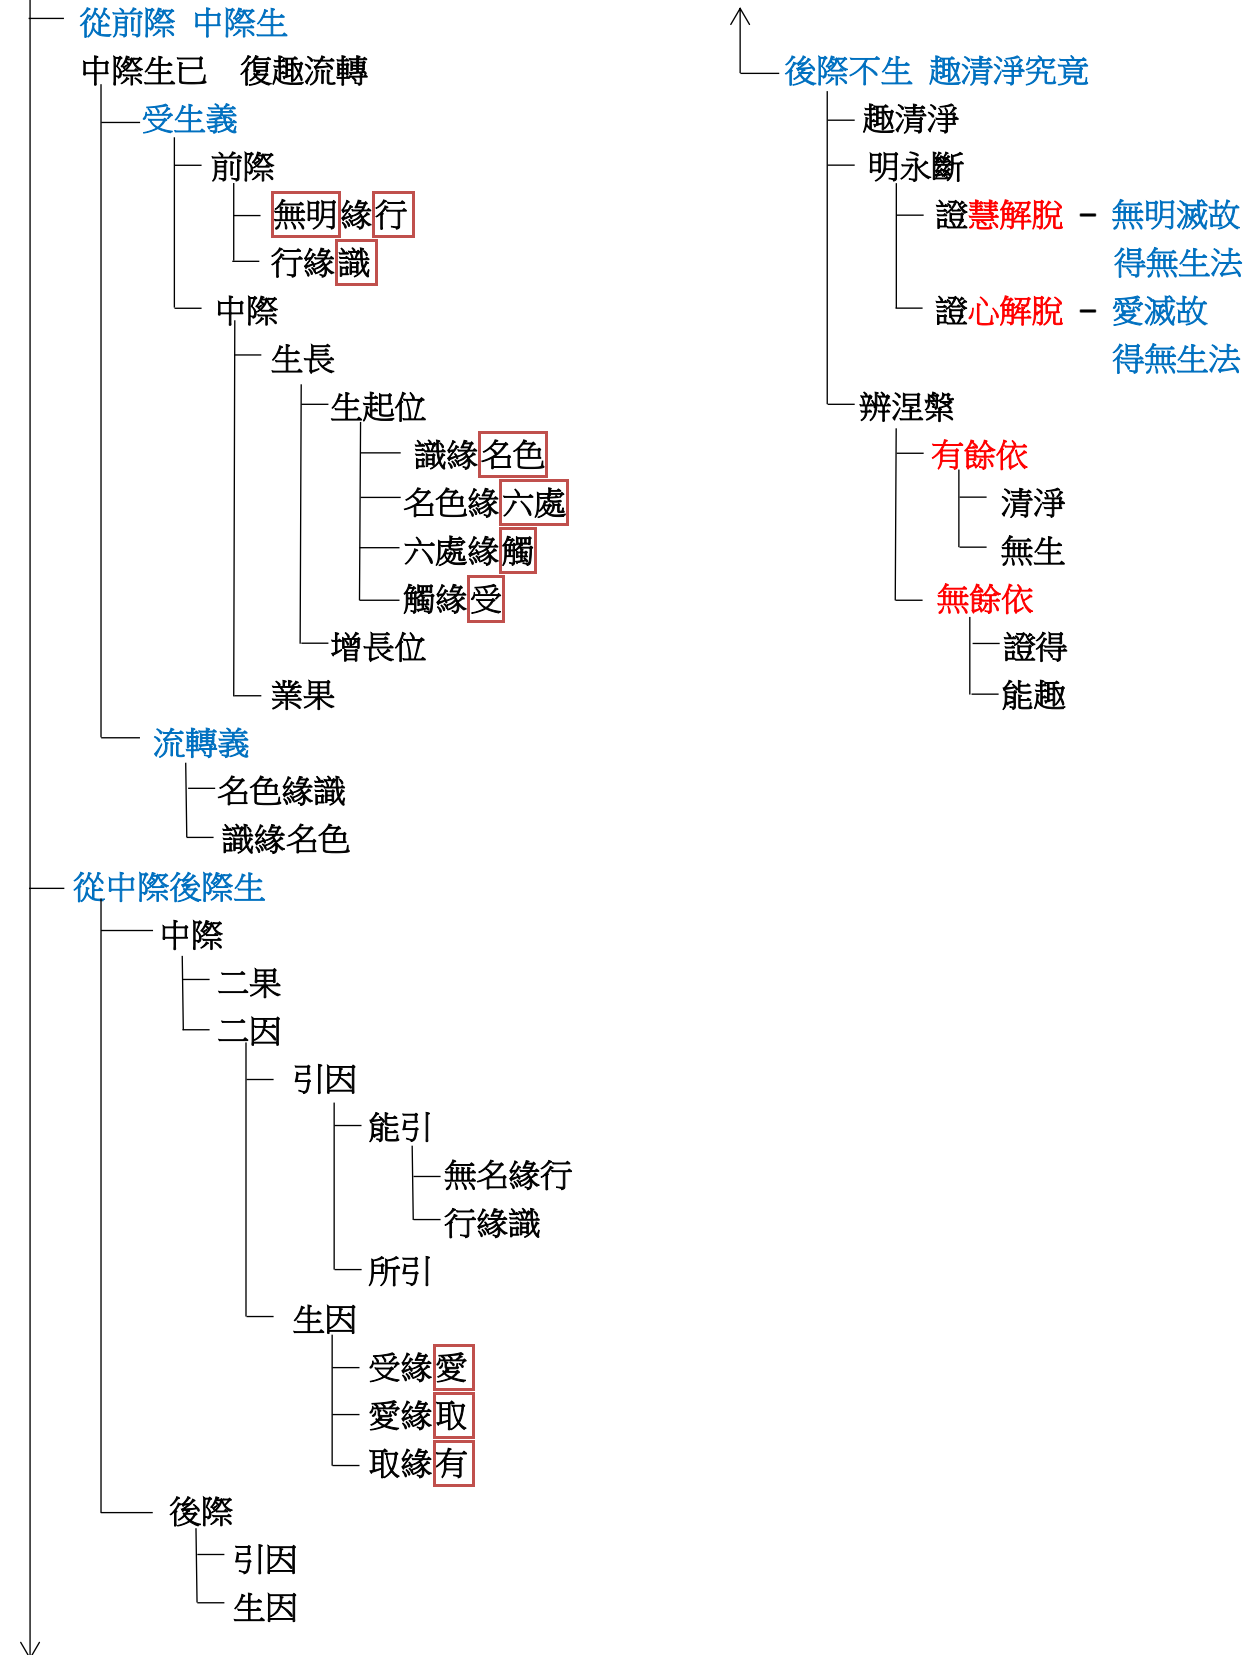 從前際 中際生
中際生已 復趣流轉
受生義
前際
無明緣行
行緣識
中際
生長
生起位
識緣名色
名色緣六處
六處緣觸
觸緣受
增長位
業果
流轉義
名色緣識
識緣名色
從中際後際生
中際
二果
二因
引因
能引
無名緣行
行緣識
所引
生因
受緣愛
愛緣取
取緣有
後際
引因
生因
後際不生 趣清淨究竟
趣清淨
明永斷
證慧解脫 – 無明滅故
得無生法
證心解脫 – 愛滅故
得無生法
辨涅槃
有餘依
清淨
無生
無餘依
證得
能趣